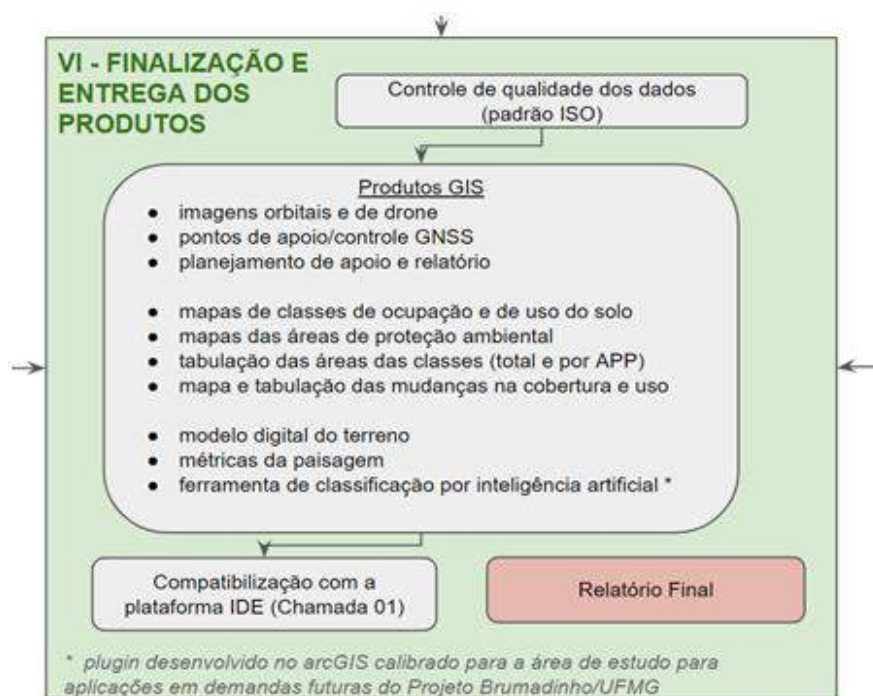 VI - FINALIZAÇÃO E
ENTREGA DOS
PRODUTOS
Controle de qualidade dos dados
(padrão ISO)
Produtos GIS
● imagens orbitais e de drone
● pontos de apoio/controle GNSS
● planejamento de apoio e relatório
● mapas de classes de ocupação e de uso do solo
● mapas das áreas de proteção ambiental
● tabulação das áreas das classes (total e por APP)
● mapa e tabulação das mudanças na cobertura e uso
● modelo digital do terreno
● métricas da paisagem
● ferramenta de classificação por inteligência artificial *
Compatibilização com a
plataforma IDE (Chamada 01)
Relatório Final
* plugin desenvolvido no arcGIS calibrado para a área de estudo para
aplicações em demandas futuras do Projeto Brumadinho/UFMG